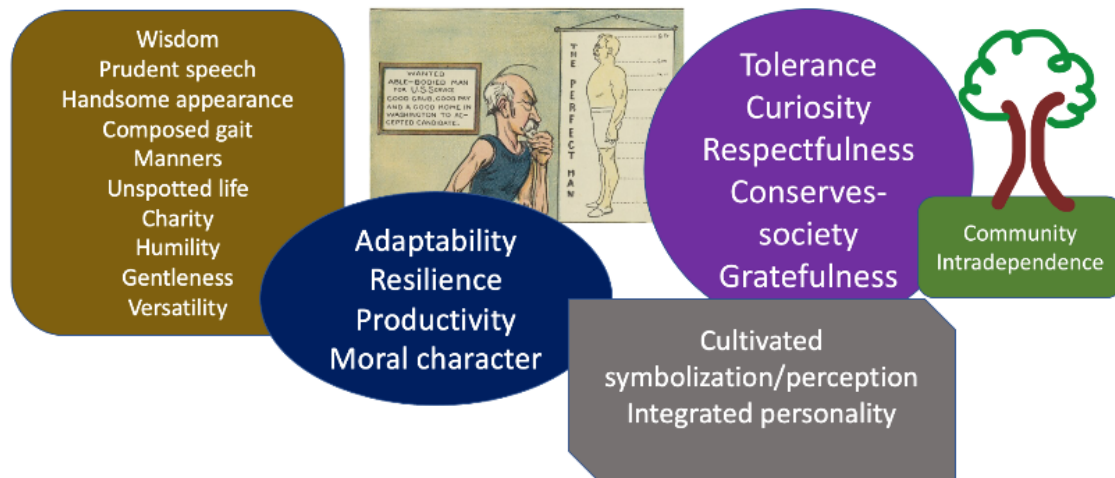 Wisdom
Prudent speech
Handsome appearance
Composed gait
Manners
Unspotted life
Charity
Humility
Gentleness
Versatility
WANTED
ABLE-BODIED MAN
FOR U.S. SERVICE
GOOD GRUB, GOOD PAY
AND A GOOD HOME IN
WASHINGTON TO AC-
CEPTED CANDIDATE.
THE PERFECT MAN
Adaptability
Resilience
Productivity
Moral character
Tolerance
Curiosity
Respectfulness
Conserves-
society
Gratefulness
Community
Intradependence
Cultivated
symbolization/perception
Integrated personality